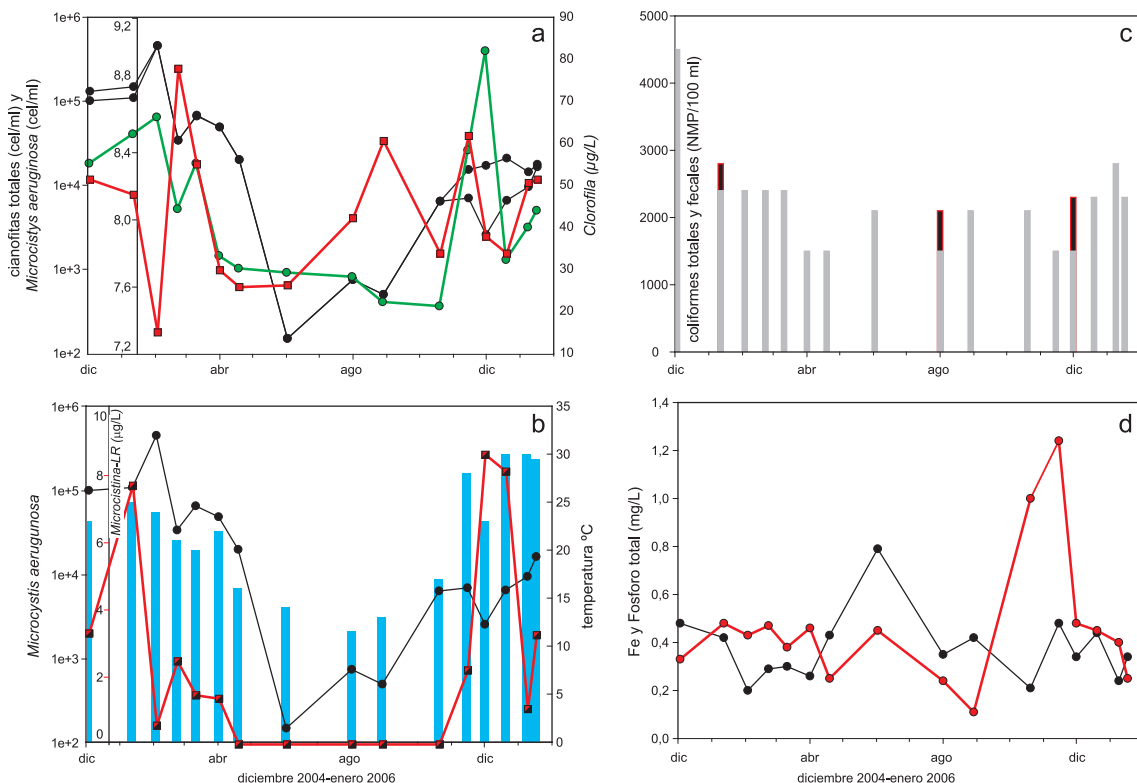 a
cianofitas totales (cel/ml) y
Microcistys aeruginosa (cel/ml)
1e+6
1e+5
1e+4
1e+3
1e+2
9,2
8,8
8,4
8,0
7,6
7,2
90
80
70
60
50
40
30
20
10
Clorofila (µg/L)
dic
abr
ago
dic
c
coliformes totales y fecales (NMP/100 ml)
5000
4000
3000
2000
1000
0
dic
abr
ago
dic
b
Microcystis aerugunosa
1e+6
1e+5
1e+4
1e+3
1e+2
Microcistina-LR (µg/L)
10
8
6
4
2
0
35
30
25
20
15
10
5
0
temperatura ºC
dic
abr
ago
dic
diciembre 2004-enero 2006
d
Fe y Fosforo total (mg/L)
1,4
1,2
1,0
0,8
0,6
0,4
0,2
0,0
dic
abr
ago
dic
diciembre 2004-enero 2006